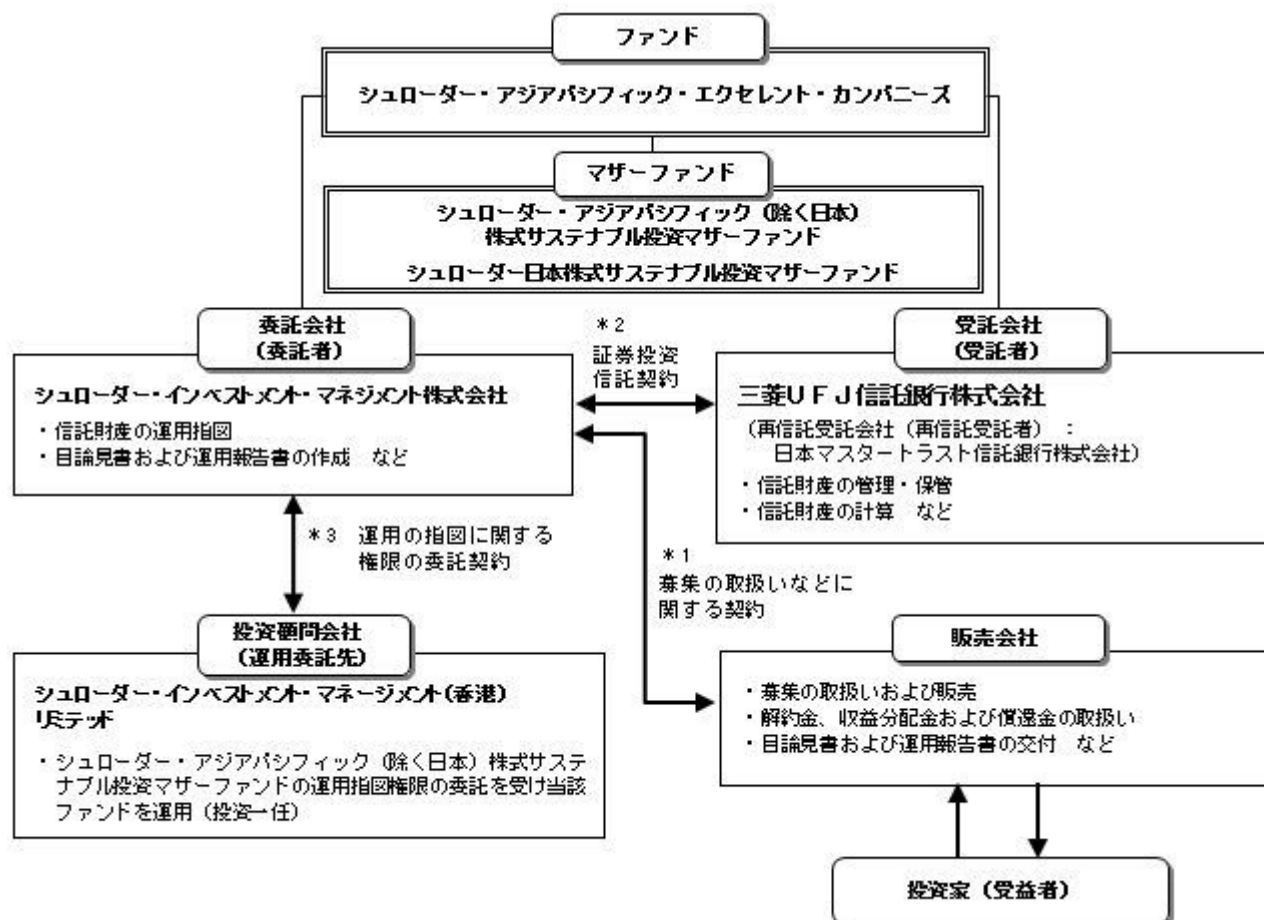 ファンド
シュローダー・アジアパシフィック・エクセレント・カンパニーズ
マザーファンド
シュローダー・アジアパシフィック（除く日本）
株式サステナブル投資マザーファンド
シュローダー日本株式サステナブル投資マザーファンド
委託会社
（委託者）
シュローダー・インベストメント・マネジメント株式会社
・信託財産の運用指図
・目論見書および運用報告書の作成　など
＊2
証券投資
信託契約
受託会社
（受託者）
三菱ＵＦＪ信託銀行株式会社
（再信託受託会社（再信託受託者）：
日本マスタートラスト信託銀行株式会社）
・信託財産の管理・保管
・信託財産の計算　など
＊3　運用の指図に関する
権限の委託契約
＊1
募集の取扱いなどに
関する契約
投資顧問会社
（運用委託先）
シュローダー・インベストメント・マネージメント（香港）
リミテッド
・シュローダー・アジアパシフィック（除く日本）株式サステ
ナブル投資マザーファンドの運用指図権限の委託を受け当該
ファンドを運用（投資一任）
販売会社
・募集の取扱いおよび販売
・解約金、収益分配金および償還金の取扱い
・目論見書および運用報告書の交付　など
投資家（受益者）